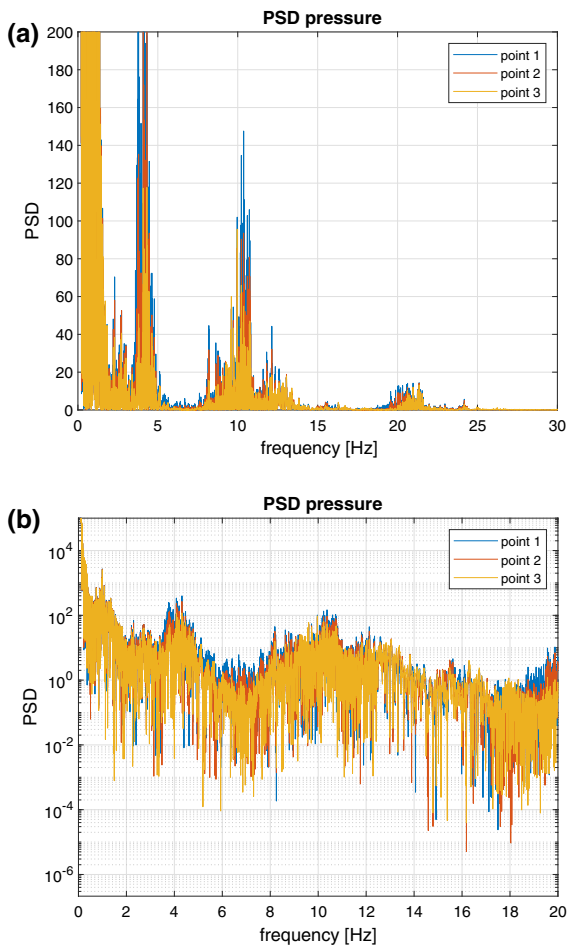 (a)
PSD pressure
200
180
160
140
120
100
80
60
40
20
0
PSD
point 1
point 2
point 3
0 5 10 15 20 25 30
frequency [Hz]
(b)
PSD pressure
10^4
10^2
10^0
10^-2
10^-4
10^-6
PSD
point 1
point 2
point 3
0 2 4 6 8 10 12 14 16 18 20
frequency [Hz]